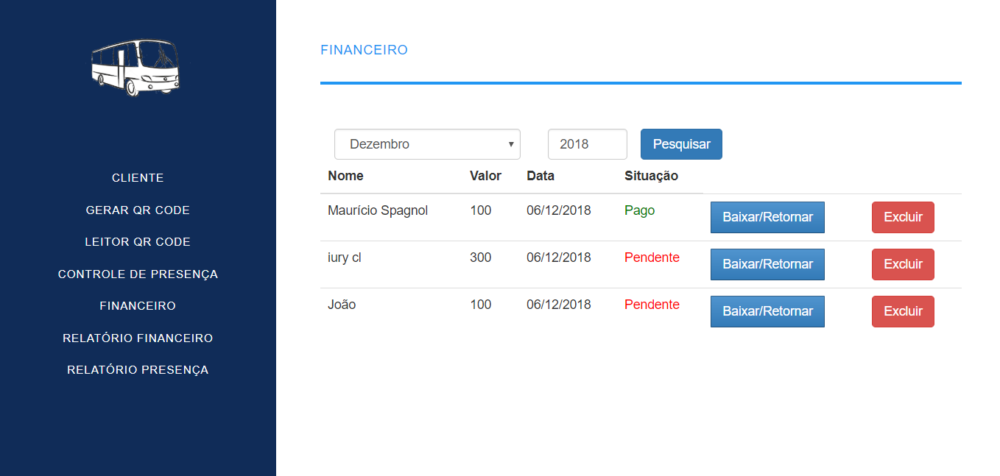 CLIENTE
GERAR QR CODE
LEITOR QR CODE
CONTROLE DE PRESENÇA
FINANCEIRO
RELATÓRIO FINANCEIRO
RELATÓRIO PRESENÇA
FINANCEIRO
Dezembro 2018 Pesquisar
Nome Valor Data Situação
Maurício Spagnol 100 06/12/2018 Pago Baixar/Retornar Excluir
iury cl 300 06/12/2018 Pendente Baixar/Retornar Excluir
João 100 06/12/2018 Pendente Baixar/Retornar Excluir